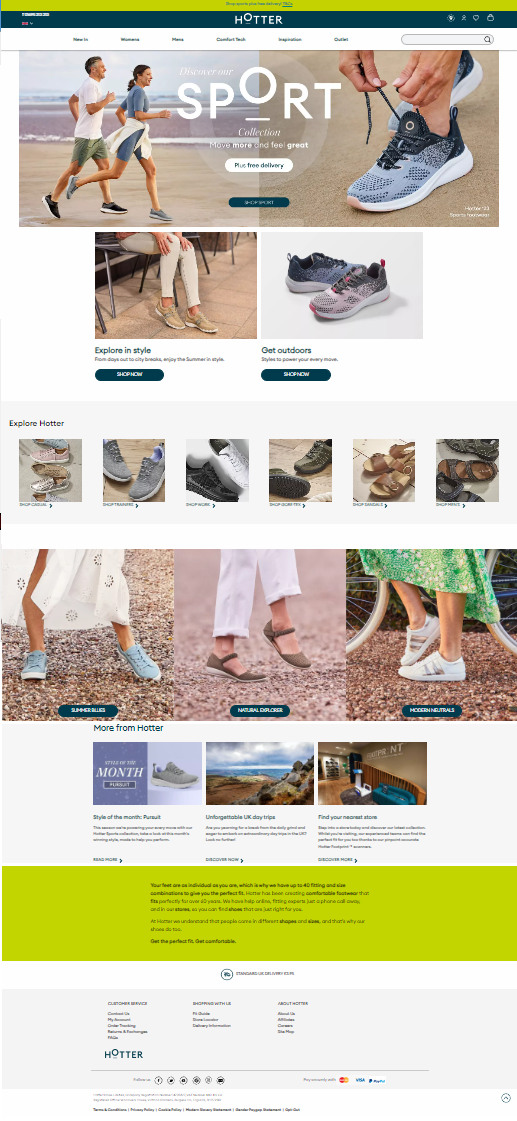 Shop sports plus free delivery! T&Cs
HOTTER
New In Womens Mens Comfort Tech Inspiration Outlet
Discover our
SPORT
Collection
Move more and feel great
Plus free delivery
SHOP SPORT
Hotter '23
Sports footwear
Explore in style
From days out to city breaks, enjoy the Summer in style.
SHOP NOW
Get outdoors
Styles to power your every move.
SHOP NOW
Explore Hotter
SHOP CASUAL
SHOP TRAINERS
SHOP WORK
SHOP GORE-TEX
SHOP SANDALS
SHOP MEN'S
SUMMER BLUES
NATURAL EXPLORER
MODERN NEUTRALS
More from Hotter
STYLE OF THE
MONTH
PURSUIT
FOOTPRINT
Style of the month: Pursuit
This season we're powering your every move with our
Hotter Sports collection, take a look at the month's
winning style, made to help you perform.
READ MORE
Unforgettable UK day trips
Are you yearning for a break from the daily grind and
eager to embark on extraordinary day trips in the UK?
Look no further!
DISCOVER NOW
Find your nearest store
Step into a store today and discover our latest collection.
Whilst you're visiting, our experienced teams can find the
perfect fit for you too thanks to our pinpoint accurate
Hotter Footprint ® scanners.
DISCOVER MORE
Your feet are as individual as you are, which is why we have up to 40 fitting and size
combinations to give you the perfect fit. Hotter has been creating comfortable footwear that
fits perfectly for over 60 years. We have help online, fitting experts just a phone call away,
and in our stores, so you can find shoes that are just right for you.
At Hotter we understand that people come in different shapes and sizes, and that's why our
shoes do too.
Get the perfect fit. Get comfortable.
STANDARD UK DELIVERY £3.95
CUSTOMER SERVICE
Contact Us
My Account
Order Tracking
Returns & Exchanges
FAQs
SHOPPING WITH US
Fit Guide
Store Locator
Delivery Information
ABOUT HOTTER
About Us
Affiliates
Careers
Site Map
HOTTER
Follow us
Pay securely with VISA PayPal
Terms & Conditions | Privacy Policy | Cookie Policy | Modern Slavery Statement | Gender Paygap Statement | Opt-Out